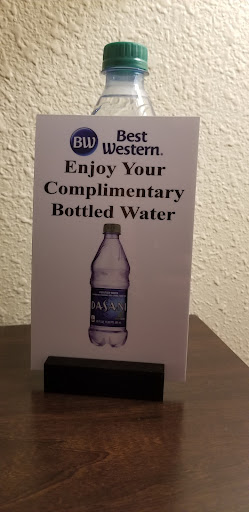 BW Best
Western.
Enjoy Your
Complimentary
Bottled Water
DASANI